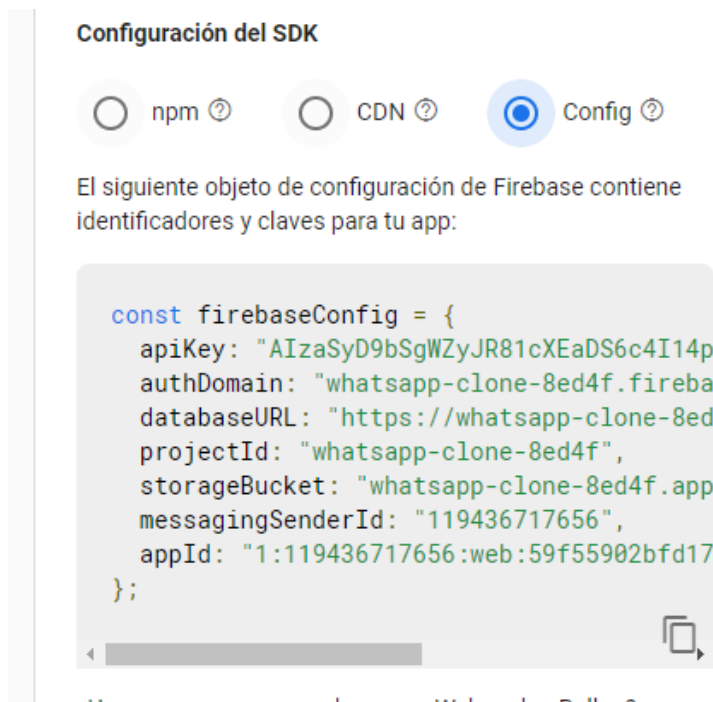 Configuración del SDK
npm CDN Config
El siguiente objeto de configuración de Firebase contiene
identificadores y claves para tu app:
const firebaseConfig = {
apiKey: "AIzaSyD9bSgWZyJR81cXEaDS6c4I14p
authDomain: "whatsapp-clone-8ed4f.fireba
databaseURL: "https://whatsapp-clone-8ed
projectId: "whatsapp-clone-8ed4f",
storageBucket: "whatsapp-clone-8ed4f.app
messagingSenderId: "119436717656",
appId: "1:119436717656:web:59f55902bfd17
};